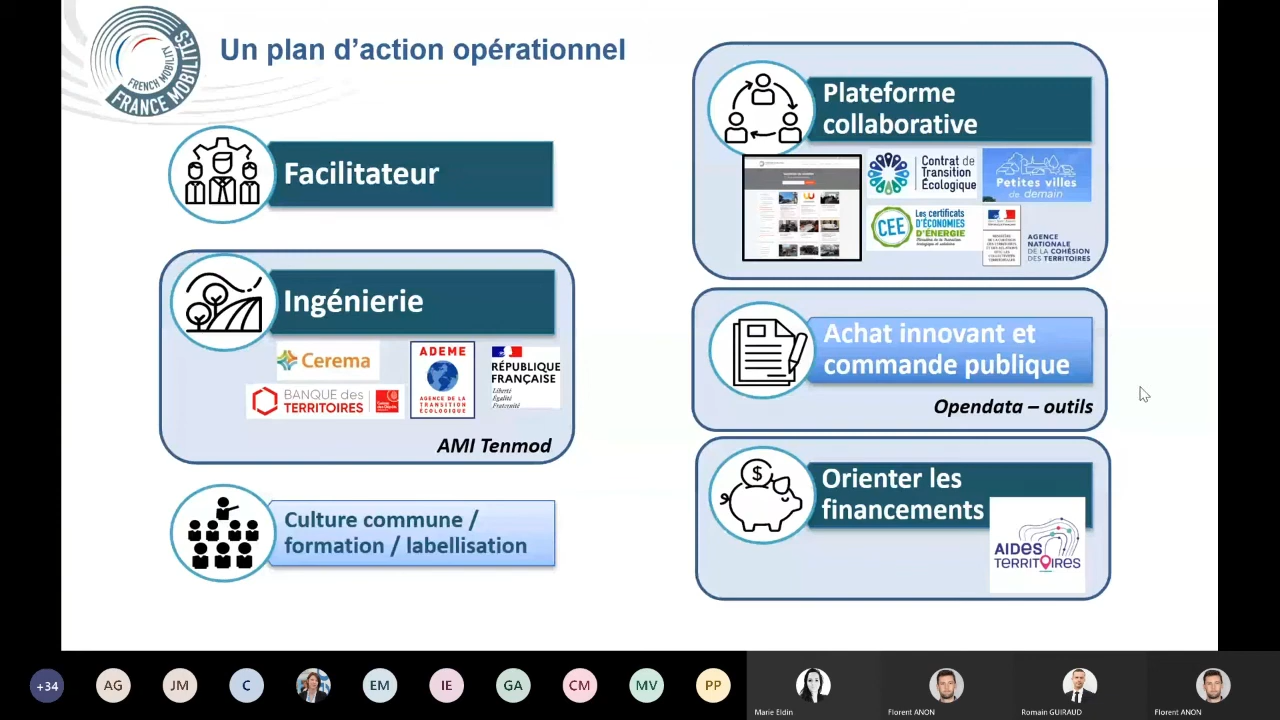 FRENCH MOBILITY
FRANCE MOBILITÉS
Un plan d'action opérationnel
Facilitateur
Ingénierie
Cerema
BANQUE des
TERRITOIRES
ADEME
AGENCE DE LA
TRANSITION
ÉCOLOGIQUE
RÉPUBLIQUE
FRANÇAISE
Liberté
Égalité
Fraternité
AMI Tenmod
Culture commune /
formation / labellisation
Plateforme
collaborative
Contrat de
Transition
Écologique
Petites villes
de demain
CEE
Les certificats
D'ÉCONOMIES
D'ÉNERGIE
AGENCE
NATIONALE
DE LA COHÉSION
DES TERRITOIRES
Achat innovant et
commande publique
Opendata – outils
Orienter les
financements
$
AIDES
TERRITOIRES
+34
AG
JM
C
EM
IE
GA
CM
MV
PP
Marie Eldin
Florent ANON
Romain GUIRAUD
Florent ANON